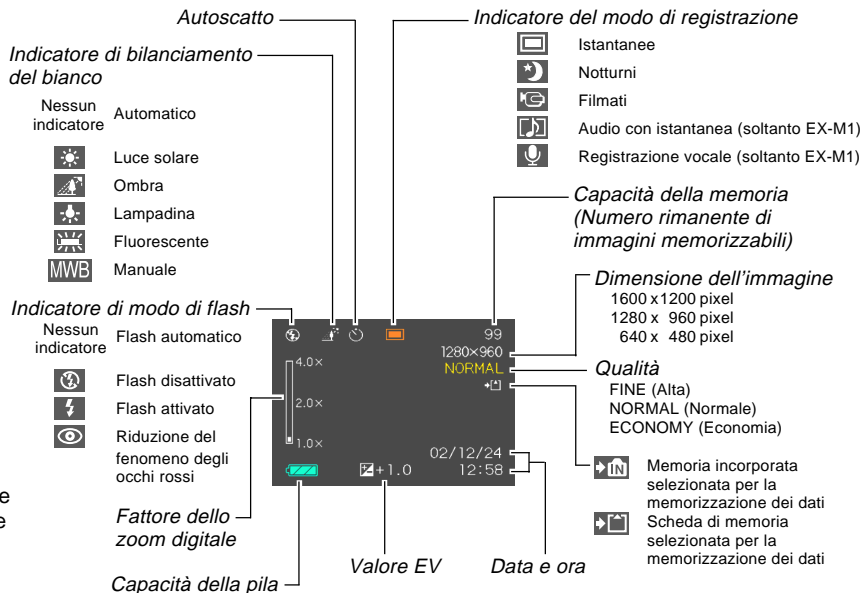 Autoscatto
Indicatore del modo di registrazione
Istantanee
Notturni
Filmati
Audio con istantanea (soltanto EX-M1)
Registrazione vocale (soltanto EX-M1)
Indicatore di bilanciamento
del bianco
Nessun
indicatore
Automatico
Luce solare
Ombra
Lampadina
Fluorescente
MWB
Manuale
Capacità della memoria
(Numero rimanente di
immagini memorizzabili)
Dimensione dell'immagine
1600 x 1200 pixel
1280 x 960 pixel
640 x 480 pixel
Qualità
FINE (Alta)
NORMAL (Normale)
ECONOMY (Economia)
IN
Memoria incorporata
selezionata per la
memorizzazione dei dati
Scheda di memoria
selezionata per la
memorizzazione dei dati
Indicatore di modo di flash
Nessun
indicatore
Flash automatico
Flash disattivato
Flash attivato
Riduzione del
fenomeno degli
occhi rossi
99
1280×960
NORMAL
4.0×
2.0×
1.0×
02/12/24
+1.0
12:58
e
e
Fattore dello
zoom digitale
Capacità della pila
Valore EV
Data e ora